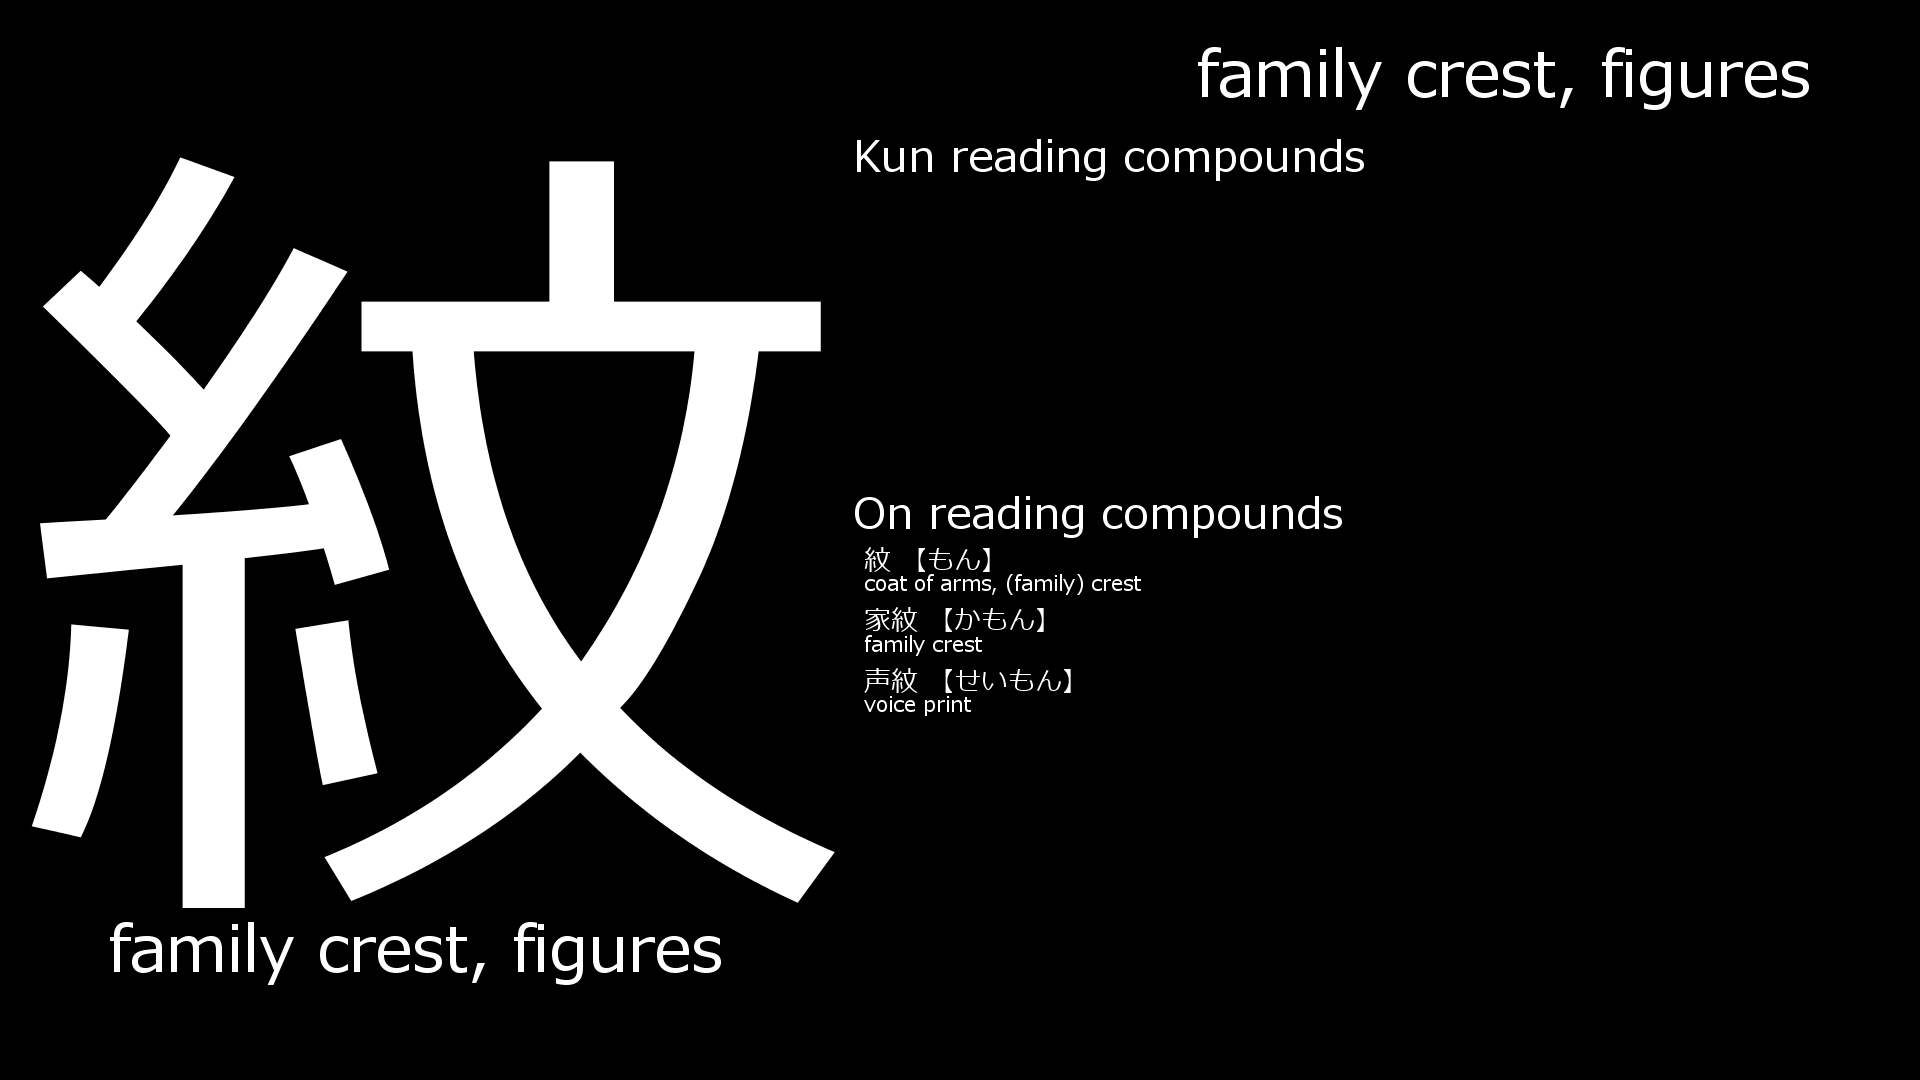 family crest, figures
紋
family crest, figures
Kun reading compounds
On reading compounds
紋 【もん】
coat of arms, (family) crest
家紋 【かもん】
family crest
声紋 【せいもん】
voice print